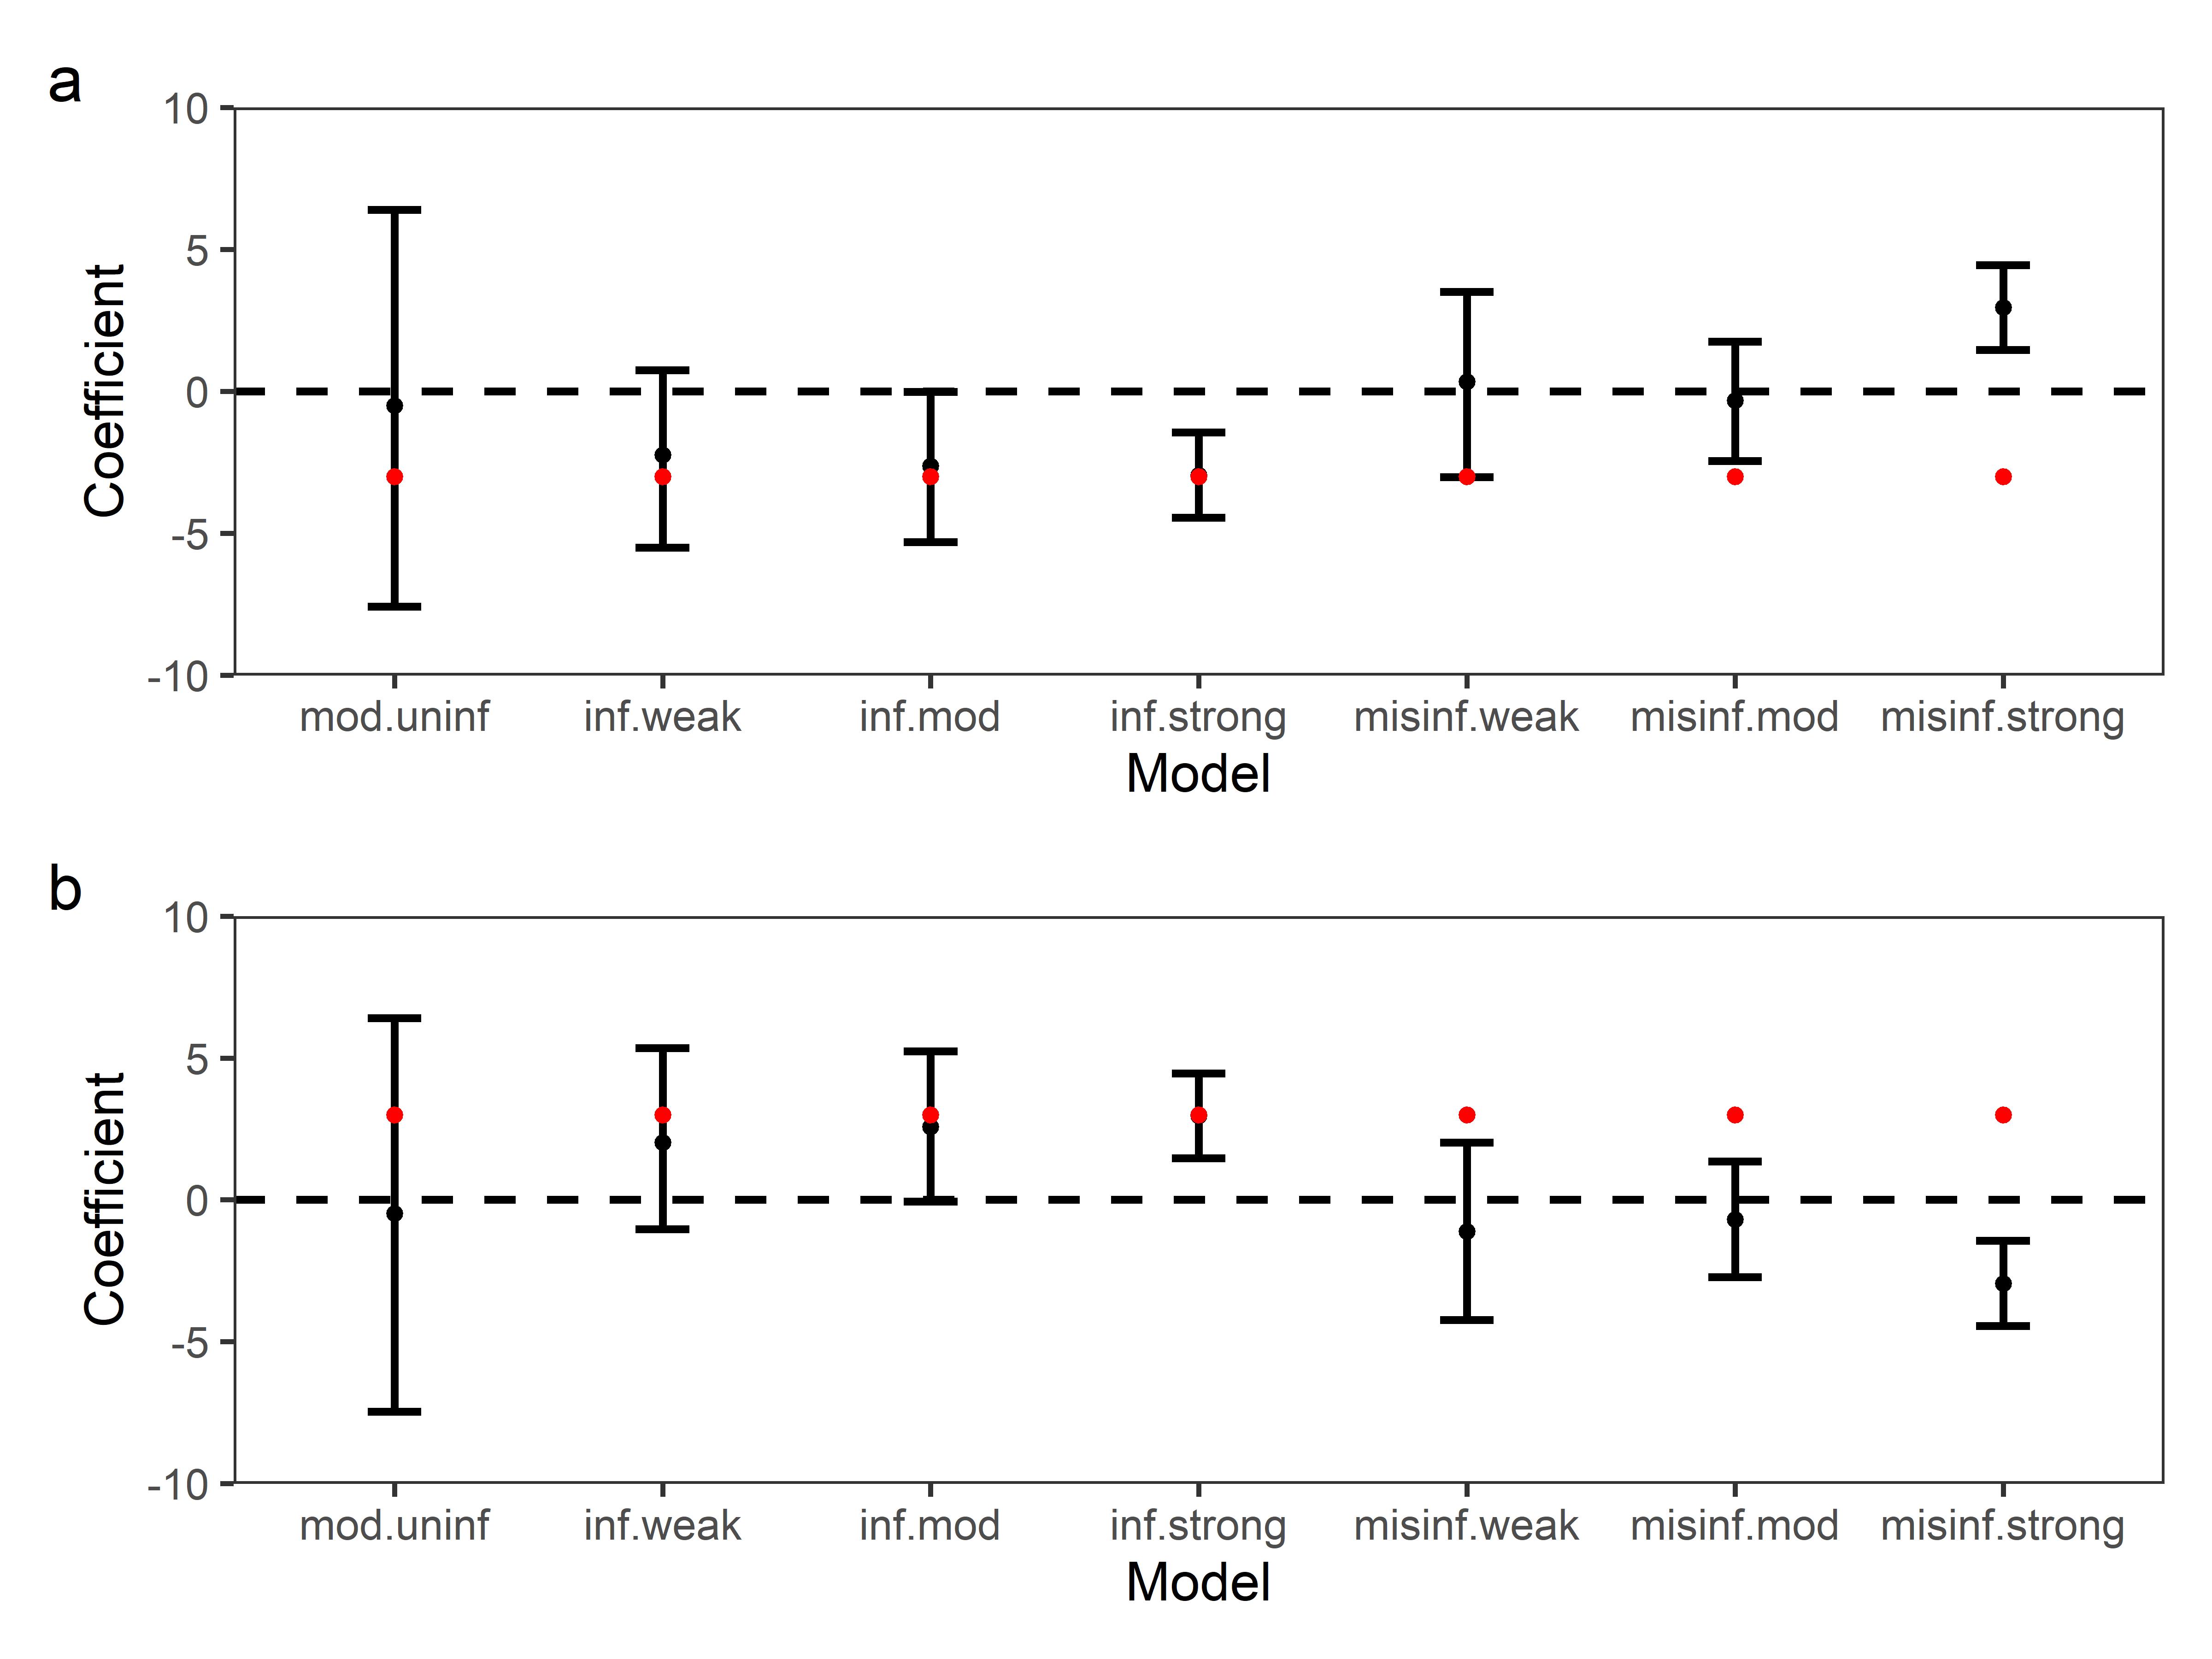 a
10
5
0
-5
-10
Coefficient
mod.uninf inf.weak inf.mod inf.strong misinf.weak misinf.mod misinf.strong
Model
b
10
5
0
-5
-10
Coefficient
mod.uninf inf.weak inf.mod inf.strong misinf.weak misinf.mod misinf.strong
Model